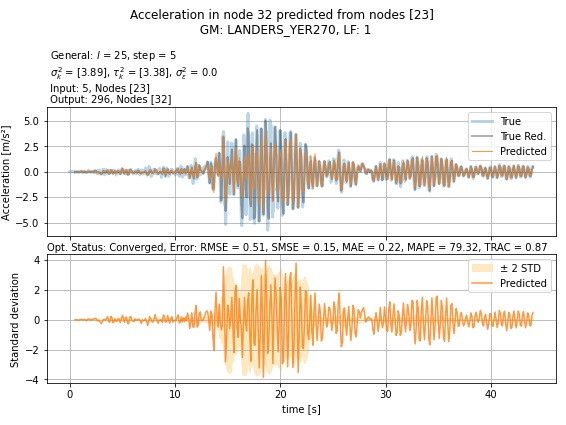 Acceleration in node 32 predicted from nodes [23]
GM: LANDERS_YER270, LF: 1
General: l = 25, step = 5
σ²ₖ = [3.89], τ²ₖ = [3.38], σ²ε = 0.0
Input: 5, Nodes [23]
Output: 296, Nodes [32]
True
True Red.
Predicted
Acceleration [m/s²]
5.0
2.5
0.0
−2.5
−5.0
Opt. Status: Converged, Error: RMSE = 0.51, SMSE = 0.15, MAE = 0.22, MAPE = 79.32, TRAC = 0.87
± 2 STD
Predicted
Standard deviation
4
2
0
−2
−4
0 10 20 30 40
time [s]